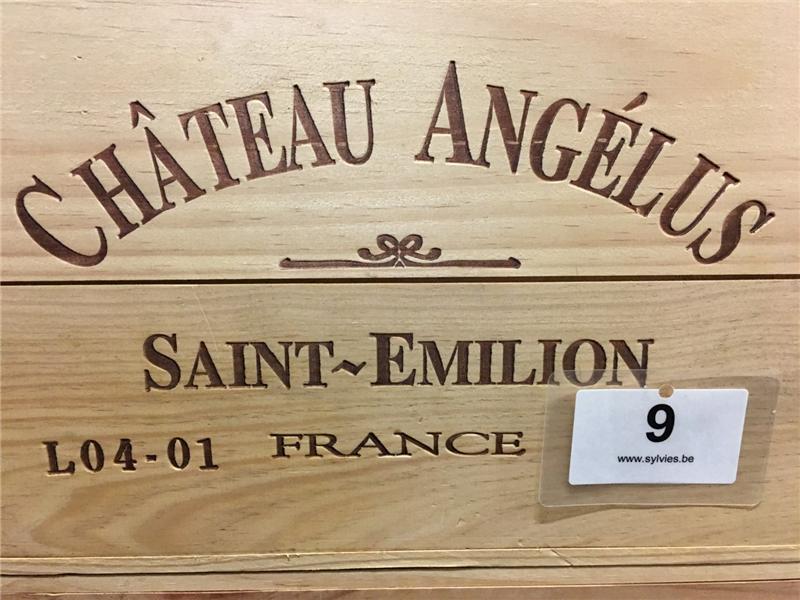 CHÂTEAU ANGÉLUS
SAINT~EMILION
L04-01 FRANCE
9
www.sylvies.be